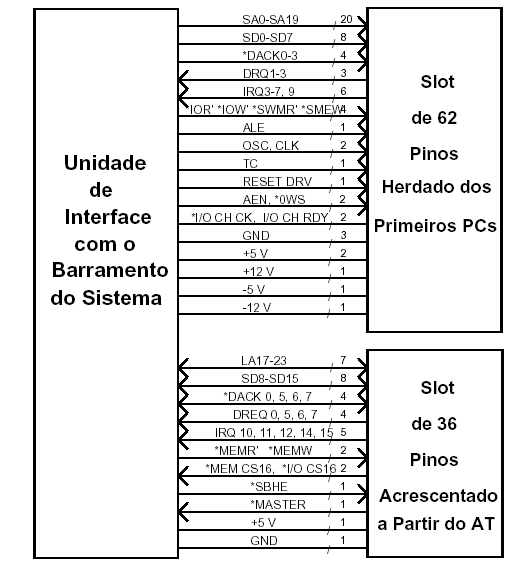 Unidade
de
Interface
com o
Barramento
do Sistema
SA0-SA19 / 20
SD0-SD7 / 8
*DACK0-3 / 4
DRQ1-3 / 3
IRQ3-7, 9 / 6
IOR' *IOW' *SWMR' *SMEW 4
ALE / 1
OSC, CLK / 2
TC / 1
RESET DRV / 1
AEN, *0WS / 2
*I/O CH CK, I/O CH RDY / 2
GND / 3
+5 V / 2
+12 V / 1
-5 V / 1
-12 V / 1
Slot
de 62
Pinos
Herdado dos
Primeiros PCs
LA17-23 / 7
SD8-SD15 / 8
*DACK 0, 5, 6, 7 / 4
DREQ 0, 5, 6, 7 / 4
IRQ 10, 11, 12, 14, 15 5
*MEMR' *MEMW / 2
*MEM CS16, *I/O CS16 2
*SBHE / 1
*MASTER / 1
+5 V / 1
GND / 1
Slot
de 36
Pinos
Acrescentado
a Partir do AT